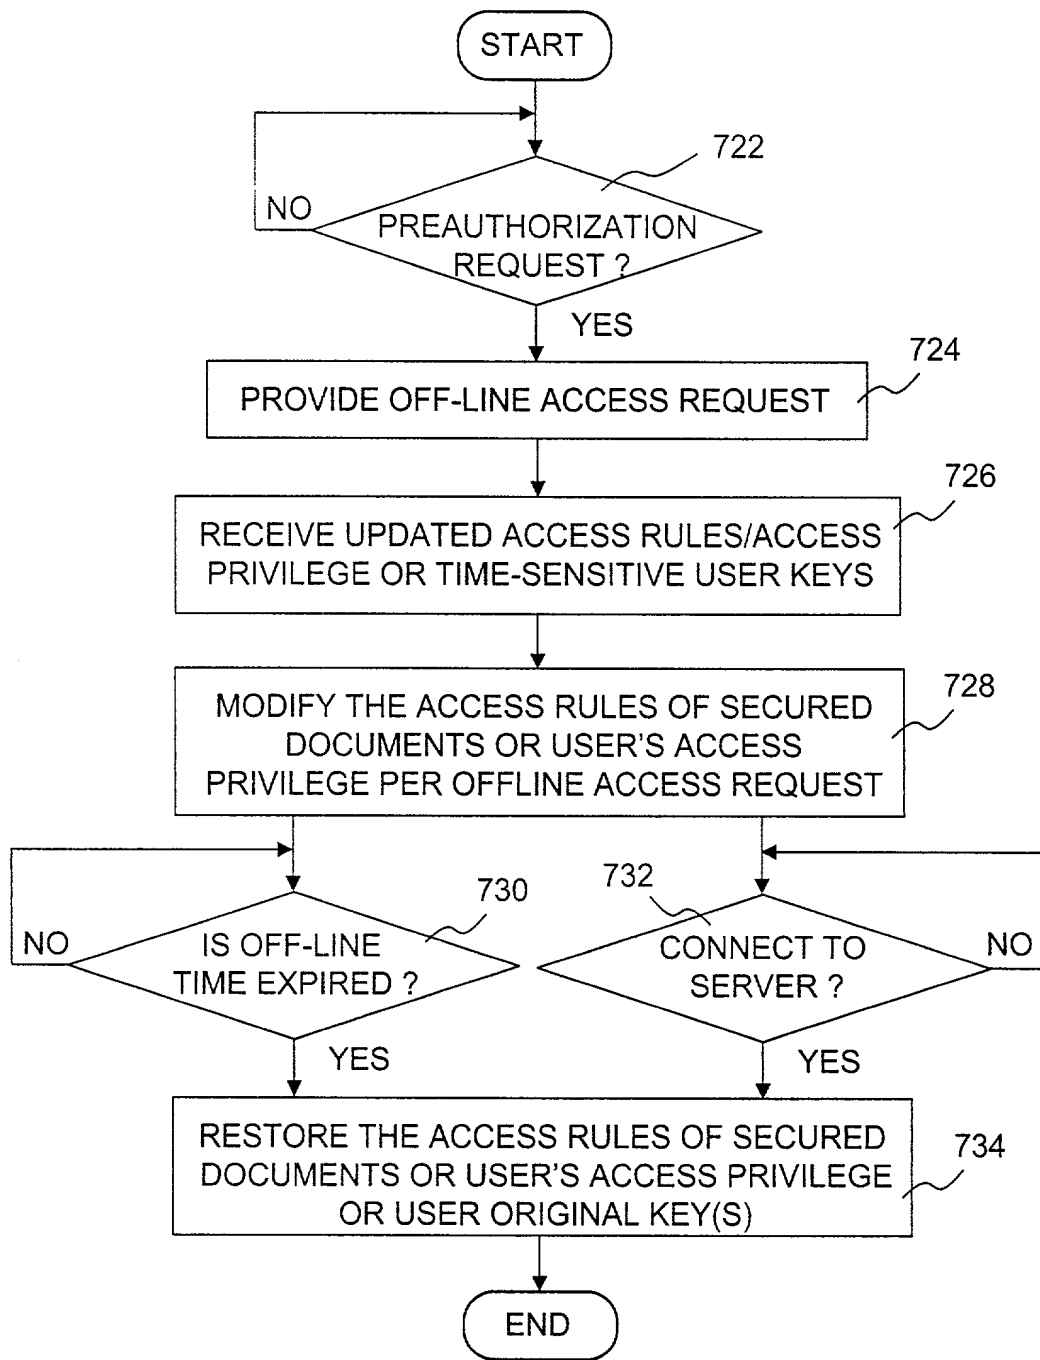 START
722
NO
PREAUTHORIZATION
REQUEST ?
YES
724
PROVIDE OFF-LINE ACCESS REQUEST
726
RECEIVE UPDATED ACCESS RULES/ACCESS
PRIVILEGE OR TIME-SENSITIVE USER KEYS
728
MODIFY THE ACCESS RULES OF SECURED
DOCUMENTS OR USER'S ACCESS
PRIVILEGE PER OFFLINE ACCESS REQUEST
730
NO
IS OFF-LINE
TIME EXPIRED ?
YES
732
CONNECT TO
SERVER ?
NO
YES
734
RESTORE THE ACCESS RULES OF SECURED
DOCUMENTS OR USER'S ACCESS PRIVILEGE
OR USER ORIGINAL KEY(S)
END